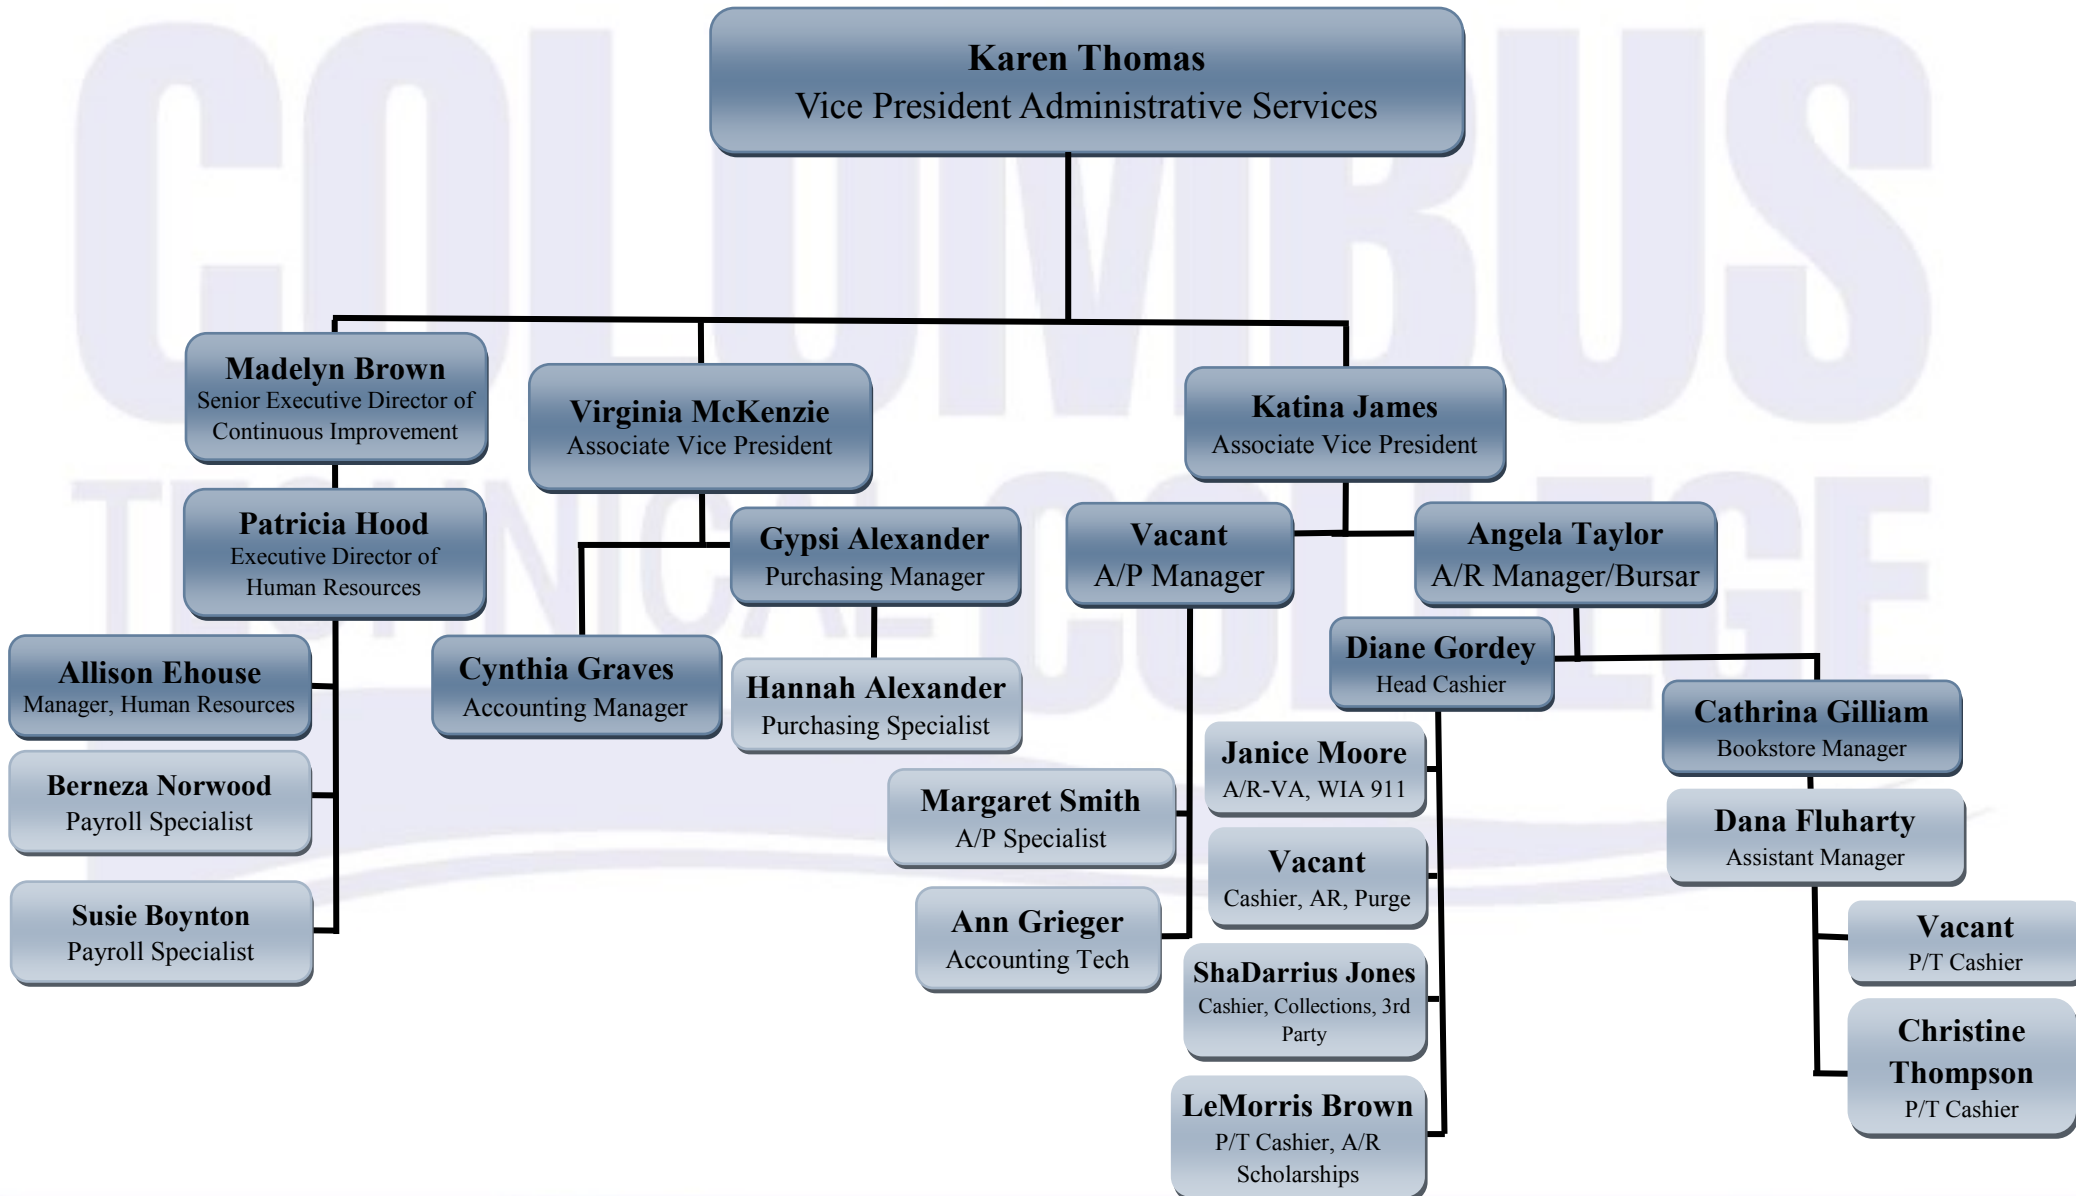 COLUMBUS
TECHNICAL COLLEGE
Karen Thomas
Vice President Administrative Services
Madelyn Brown
Senior Executive Director of
Continuous Improvement
Virginia McKenzie
Associate Vice President
Katina James
Associate Vice President
Patricia Hood
Executive Director of
Human Resources
Gypsi Alexander
Purchasing Manager
Vacant
A/P Manager
Angela Taylor
A/R Manager/Bursar
Allison Ehouse
Manager, Human Resources
Cynthia Graves
Accounting Manager
Hannah Alexander
Purchasing Specialist
Diane Gordey
Head Cashier
Cathrina Gilliam
Bookstore Manager
Berneza Norwood
Payroll Specialist
Susie Boynton
Payroll Specialist
Margaret Smith
A/P Specialist
Ann Grieger
Accounting Tech
Janice Moore
A/R-VA, WIA 911
Vacant
Cashier, AR, Purge
ShaDarrius Jones
Cashier, Collections, 3rd
Party
LeMorris Brown
P/T Cashier, A/R
Scholarships
Dana Fluharty
Assistant Manager
Vacant
P/T Cashier
Christine
Thompson
P/T Cashier